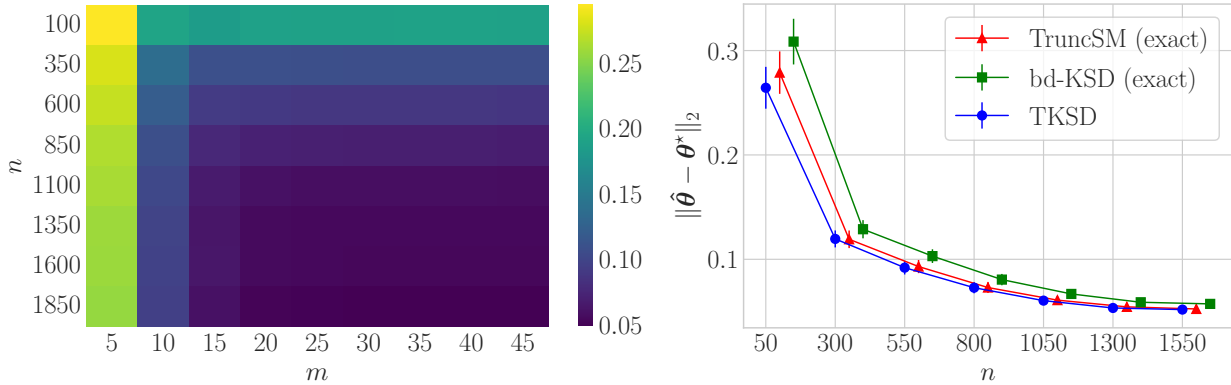 100
350
600
850
1100
1350
1600
1850
n
5 10 15 20 25 30 35 40 45
m
0.25
0.20
0.15
0.10
0.05
0.3
0.2
0.1
||θ̂ − θ*||₂
TruncSM (exact)
bd-KSD (exact)
TKSD
50 300 550 800 1050 1300 1550
n